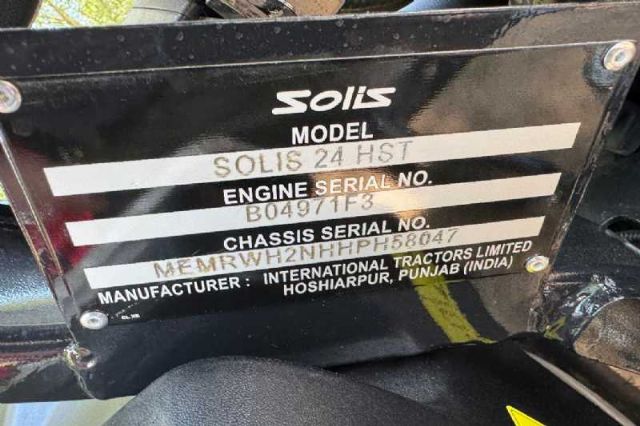 SOLIS
MODEL
SOLIS 24 HST
ENGINE SERIAL NO.
B04971F3
CHASSIS SERIAL NO.
MEMRWH2NHHPH58047
MANUFACTURER : INTERNATIONAL TRACTORS LIMITED
HOSHIARPUR, PUNJAB (INDIA)